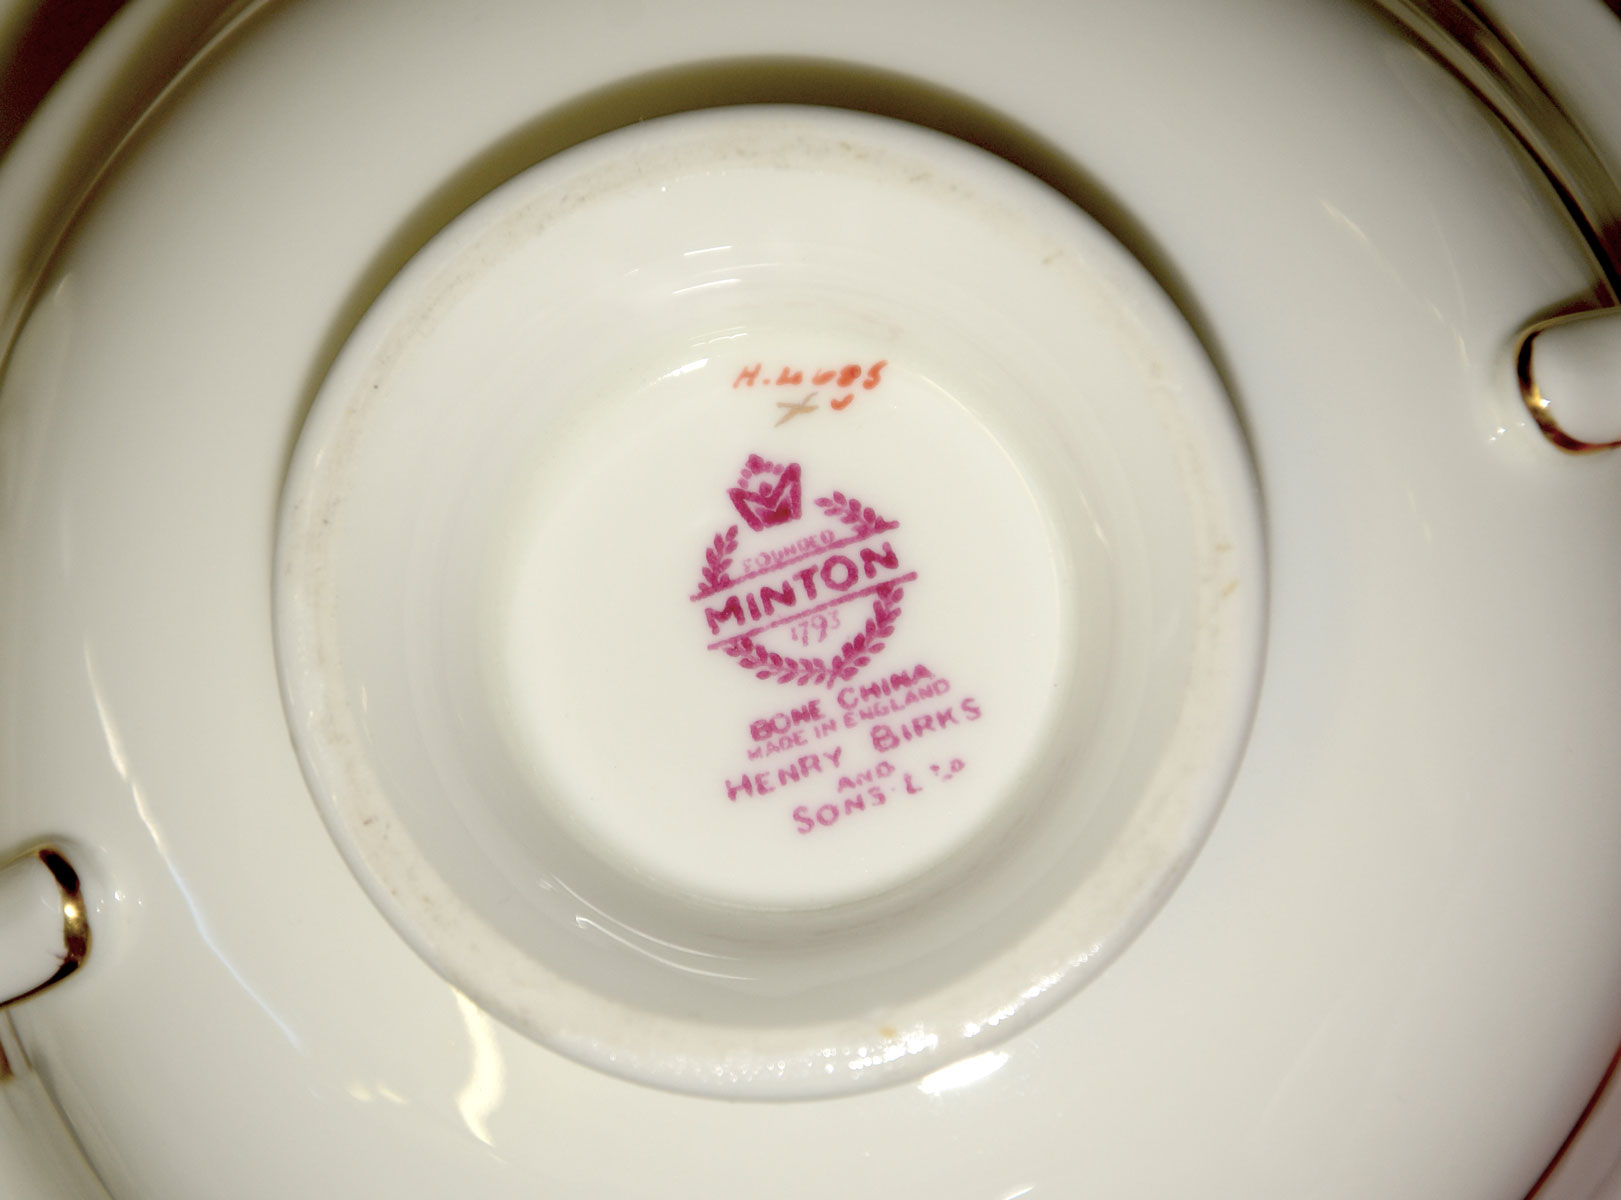 FOUNDED
MINTON
1793
BONE CHINA
MADE IN ENGLAND
HENRY BIRKS
AND
SONS LTD